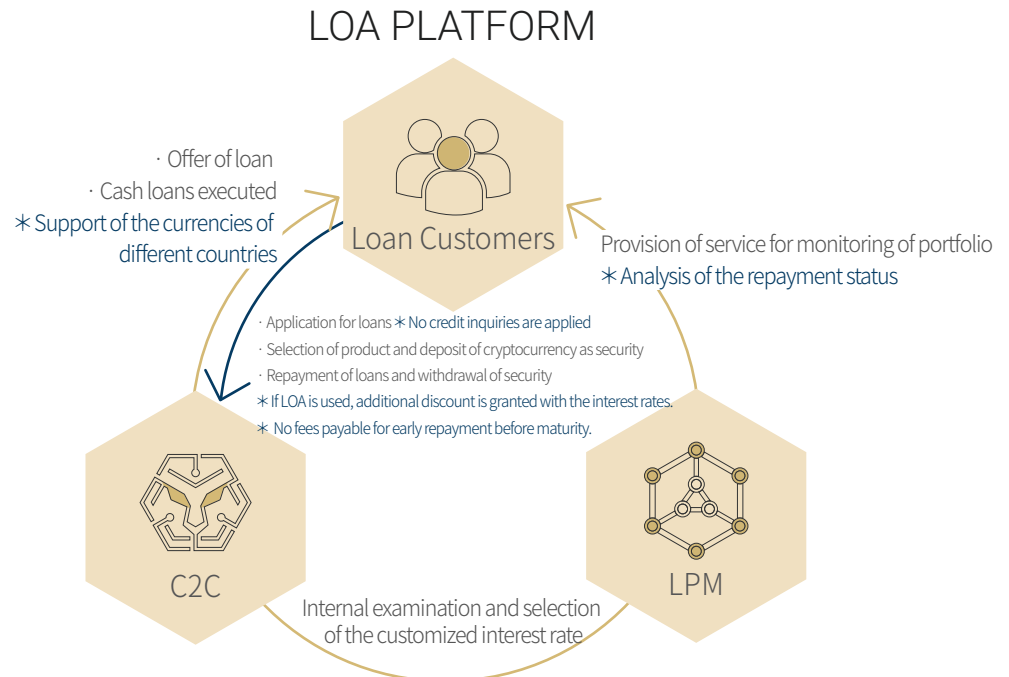 LOA PLATFORM
· Offer of loan
· Cash loans executed
＊Support of the currencies of
different countries
Loan Customers
Provision of service for monitoring of portfolio
＊Analysis of the repayment status
· Application for loans ＊No credit inquiries are applied
· Selection of product and deposit of cryptocurrency as security
· Repayment of loans and withdrawal of security
＊If LOA is used, additional discount is granted with the interest rates.
＊ No fees payable for early repayment before maturity.
C2C
LPM
Internal examination and selection
of the customized interest rate